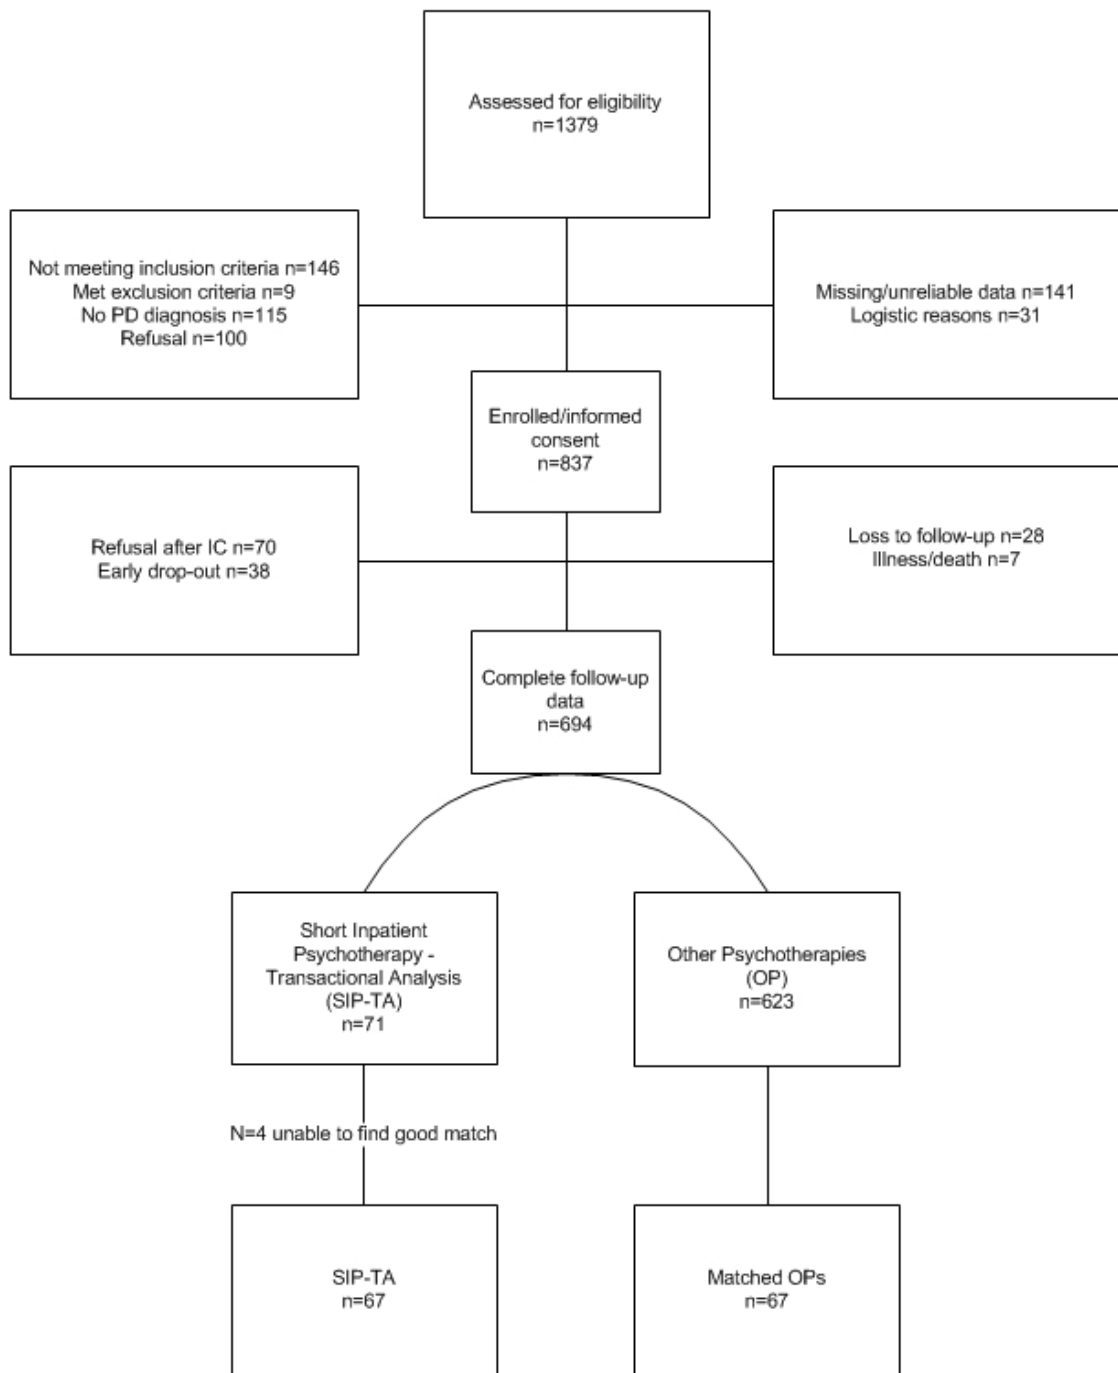 Assessed for eligibility
n=1379
Not meeting inclusion criteria n=146
Met exclusion criteria n=9
No PD diagnosis n=115
Refusal n=100
Missing/unreliable data n=141
Logistic reasons n=31
Enrolled/informed
consent
n=837
Refusal after IC n=70
Early drop-out n=38
Loss to follow-up n=28
Illness/death n=7
Complete follow-up
data
n=694
Short Inpatient
Psychotherapy -
Transactional Analysis
(SIP-TA)
n=71
Other Psychotherapies
(OP)
n=623
N=4 unable to find good match
SIP-TA
n=67
Matched OPs
n=67